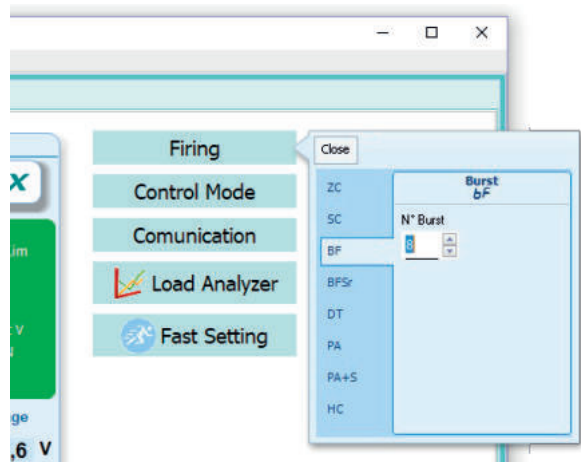 Firing
Control Mode
Comunication
Load Analyzer
Fast Setting
Close
ZC
SC
BF
BFSr
DT
PA
PA+S
HC
Burst
bF
N° Burst
8
x
im
V
ge
,6 V